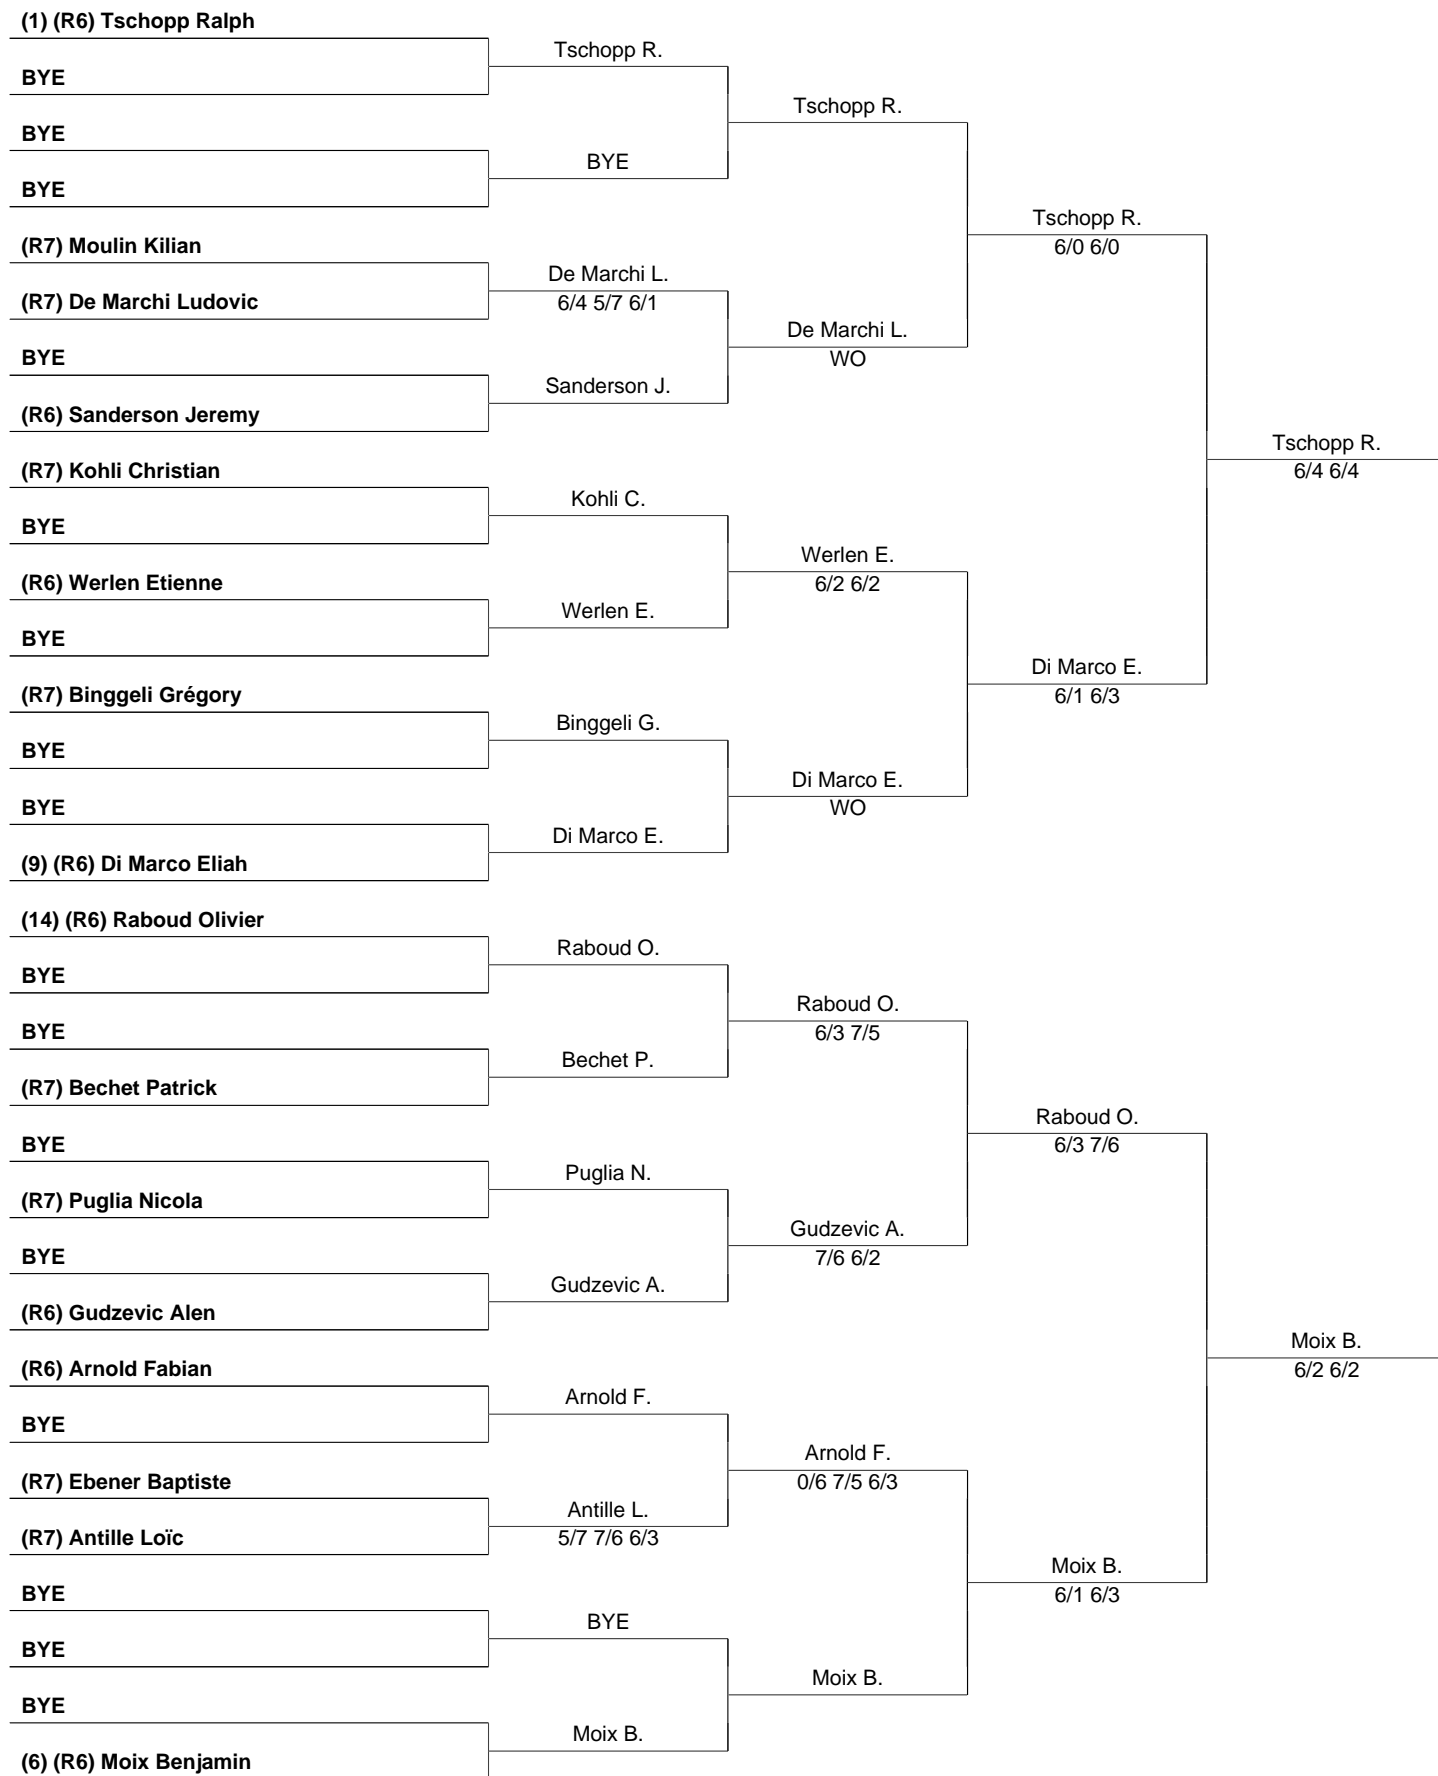 (1) (R6) Tschopp Ralph
Tschopp R.
BYE
Tschopp R.
BYE
BYE
BYE
Tschopp R.
6/0 6/0
(R7) Moulin Kilian
De Marchi L.
6/4 5/7 6/1
(R7) De Marchi Ludovic
De Marchi L.
WO
BYE
Sanderson J.
(R6) Sanderson Jeremy
Tschopp R.
6/4 6/4
(R7) Kohli Christian
Kohli C.
BYE
Werlen E.
6/2 6/2
(R6) Werlen Etienne
Werlen E.
BYE
Di Marco E.
6/1 6/3
(R7) Binggeli Grégory
Binggeli G.
BYE
Di Marco E.
WO
BYE
Di Marco E.
(9) (R6) Di Marco Eliah
(14) (R6) Raboud Olivier
Raboud O.
BYE
Raboud O.
6/3 7/5
BYE
Bechet P.
(R7) Bechet Patrick
Raboud O.
6/3 7/6
BYE
Puglia N.
(R7) Puglia Nicola
Gudzevic A.
7/6 6/2
BYE
Gudzevic A.
(R6) Gudzevic Alen
Moix B.
6/2 6/2
(R6) Arnold Fabian
Arnold F.
BYE
Arnold F.
0/6 7/5 6/3
(R7) Ebener Baptiste
Antille L.
5/7 7/6 6/3
(R7) Antille Loïc
Moix B.
6/1 6/3
BYE
BYE
BYE
Moix B.
BYE
Moix B.
(6) (R6) Moix Benjamin